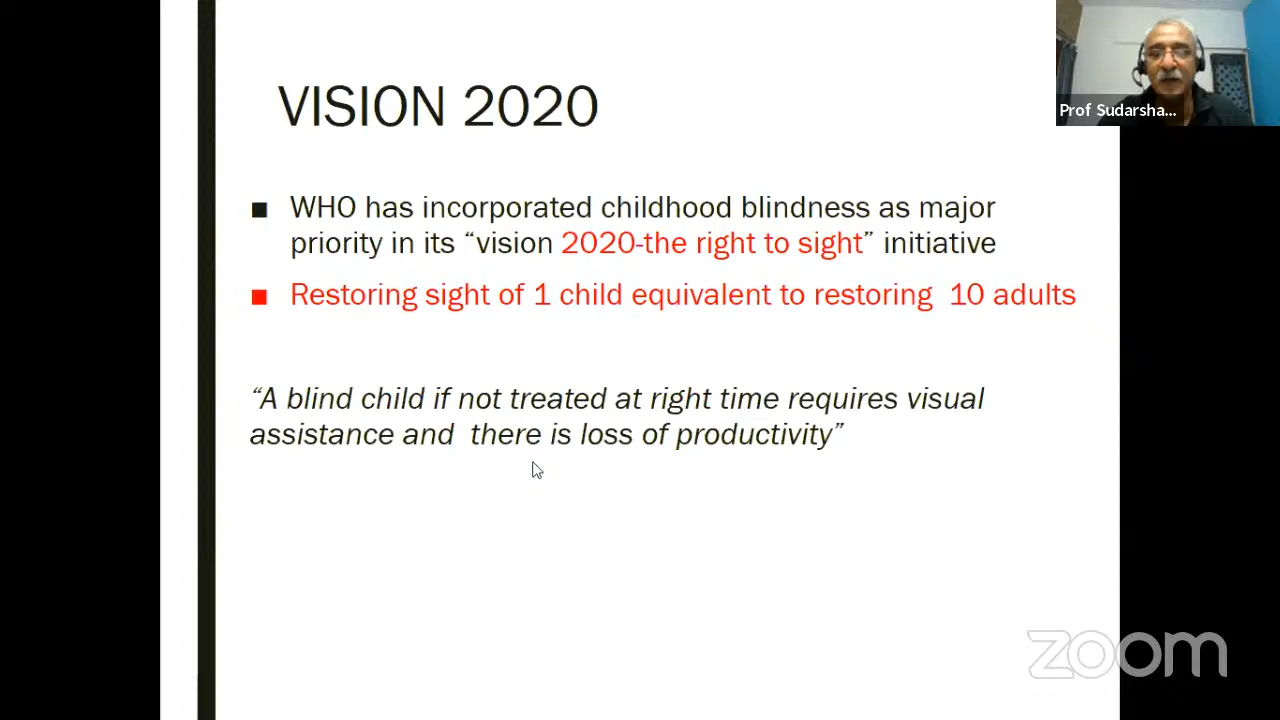 VISION 2020
Prof Sudarsha...
■ WHO has incorporated childhood blindness as major
priority in its “vision 2020-the right to sight” initiative
■ Restoring sight of 1 child equivalent to restoring 10 adults
“A blind child if not treated at right time requires visual
assistance and there is loss of productivity”
zoom